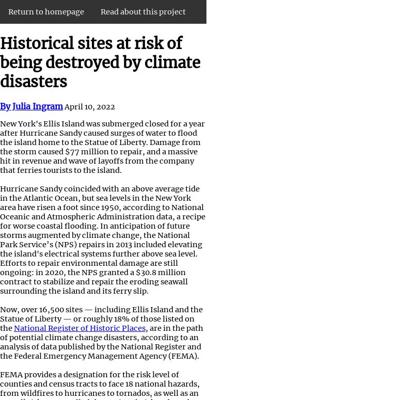 Return to homepage Read about this project
Historical sites at risk of
being destroyed by climate
disasters
By Julia Ingram April 10, 2022
New York's Ellis Island was submerged closed for a year
after Hurricane Sandy caused surges of water to flood
the island home to the Statue of Liberty. Damage from
the storm caused $77 million to repair, and a massive
hit in revenue and wave of layoffs from the company
that ferries tourists to the island.
Hurricane Sandy coincided with an above average tide
in the Atlantic Ocean, but sea levels in the New York
area have risen a foot since 1950, according to National
Oceanic and Atmospheric Administration data, a recipe
for worse coastal flooding. In anticipation of future
storms augmented by climate change, the National
Park Service's (NPS) repairs in 2013 included elevating
the island's electrical systems further above sea level.
Efforts to repair environmental damage are still
ongoing: in 2020, the NPS granted a $30.8 million
contract to stabilize and repair the eroding seawall
surrounding the island and its ferry slip.
Now, over 16,500 sites — including Ellis Island and the
Statue of Liberty — or roughly 18% of those listed on
the National Register of Historic Places, are in the path
of potential climate change disasters, according to an
analysis of data published by the National Register and
the Federal Emergency Management Agency (FEMA).
FEMA provides a designation for the risk level of
counties and census tracts to face 18 national hazards,
from wildfires to hurricanes to tornados, as well as an